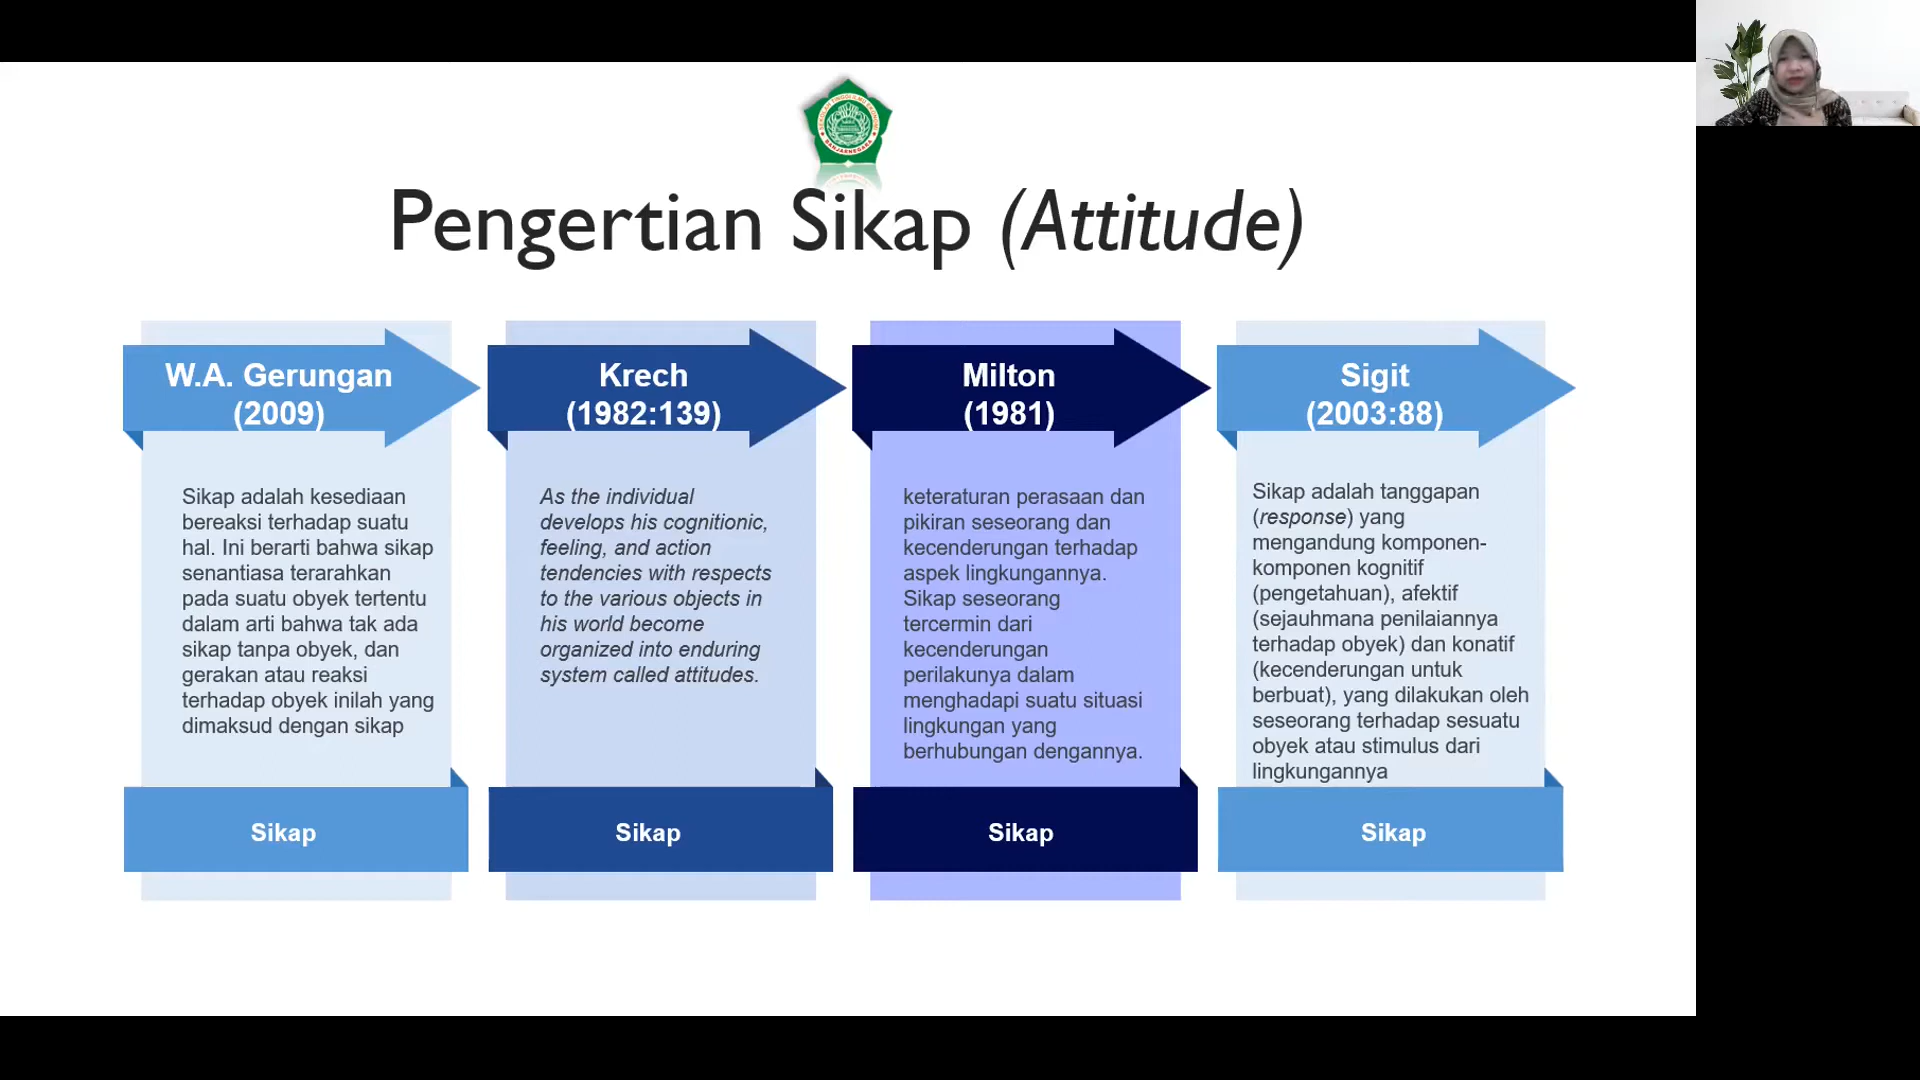 SEKOLAH TINGGI ILMU EKONOMI
BANJARNEGARA
Pengertian Sikap (Attitude)
W.A. Gerungan
(2009)
Sikap adalah kesediaan
bereaksi terhadap suatu
hal. Ini berarti bahwa sikap
senantiasa terarahkan
pada suatu obyek tertentu
dalam arti bahwa tak ada
sikap tanpa obyek, dan
gerakan atau reaksi
terhadap obyek inilah yang
dimaksud dengan sikap
Sikap
Krech
(1982:139)
As the individual
develops his cognitionic,
feeling, and action
tendencies with respects
to the various objects in
his world become
organized into enduring
system called attitudes.
Sikap
Milton
(1981)
keteraturan perasaan dan
pikiran seseorang dan
kecenderungan terhadap
aspek lingkungannya.
Sikap seseorang
tercermin dari
kecenderungan
perilakunya dalam
menghadapi suatu situasi
lingkungan yang
berhubungan dengannya.
Sikap
Sigit
(2003:88)
Sikap adalah tanggapan
(response) yang
mengandung komponen-
komponen kognitif
(pengetahuan), afektif
(sejauhmana penilaiannya
terhadap obyek) dan konatif
(kecenderungan untuk
berbuat), yang dilakukan oleh
seseorang terhadap sesuatu
obyek atau stimulus dari
lingkungannya
Sikap